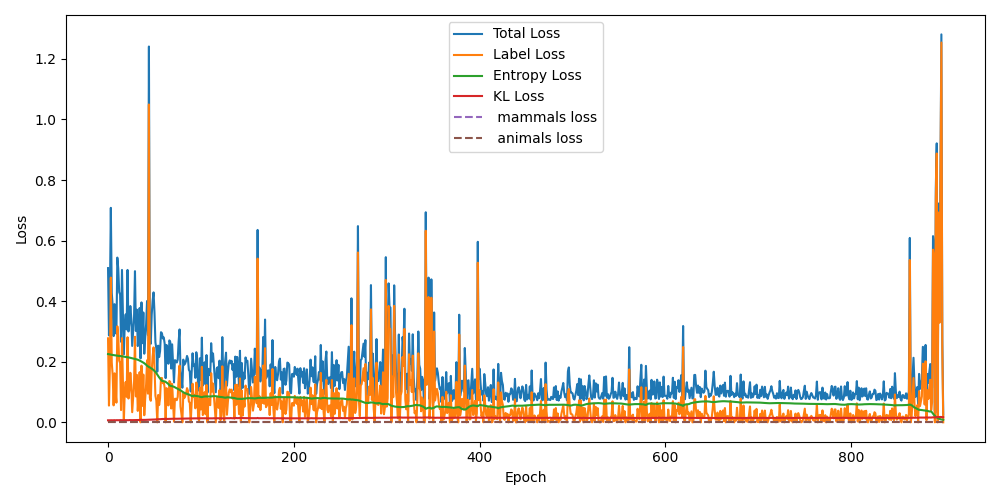 Total Loss
Label Loss
Entropy Loss
KL Loss
mammals loss
animals loss
1.2
1.0
0.8
0.6
0.4
0.2
0.0
Loss
0 200 400 600 800
Epoch